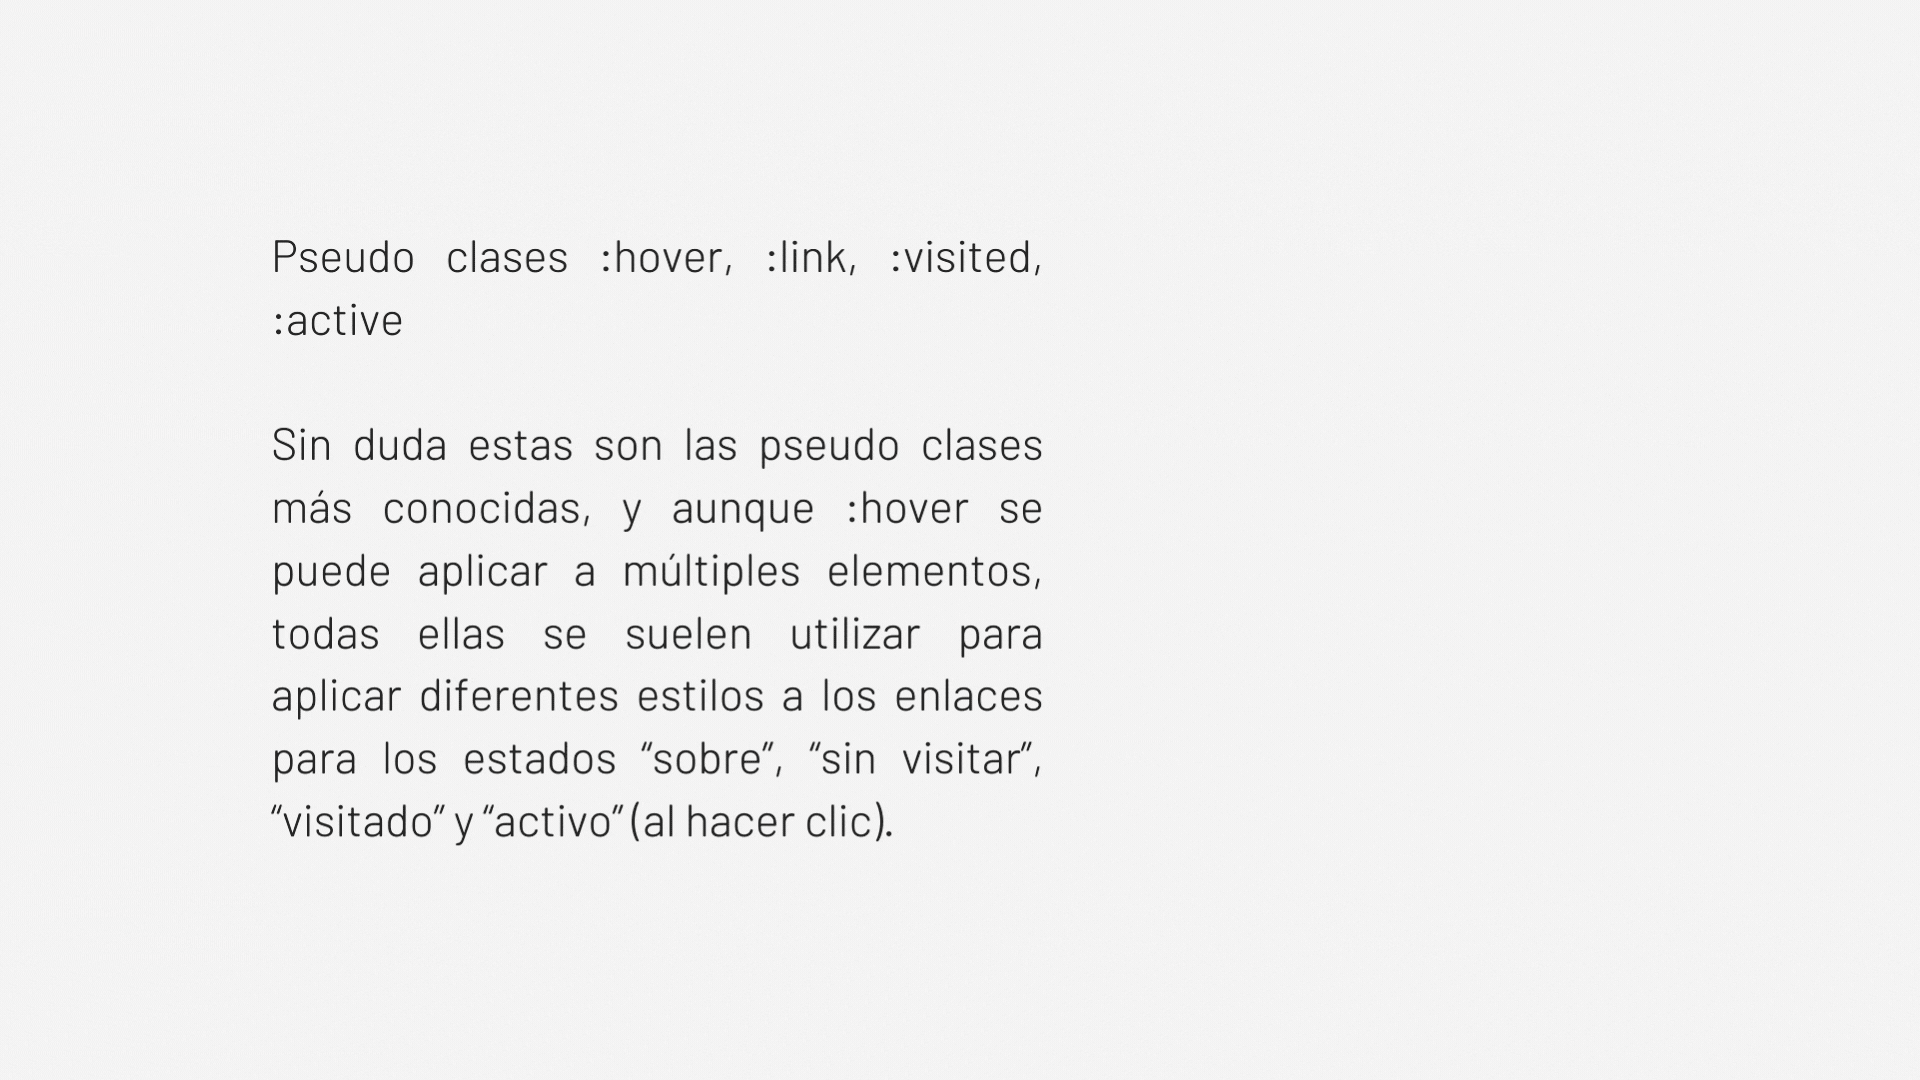 Pseudo clases :hover, :link, :visited,
:active
Sin duda estas son las pseudo clases
más conocidas, y aunque :hover se
puede aplicar a múltiples elementos,
todas ellas se suelen utilizar para
aplicar diferentes estilos a los enlaces
para los estados “sobre”, “sin visitar”,
“visitado” y “activo” (al hacer clic).